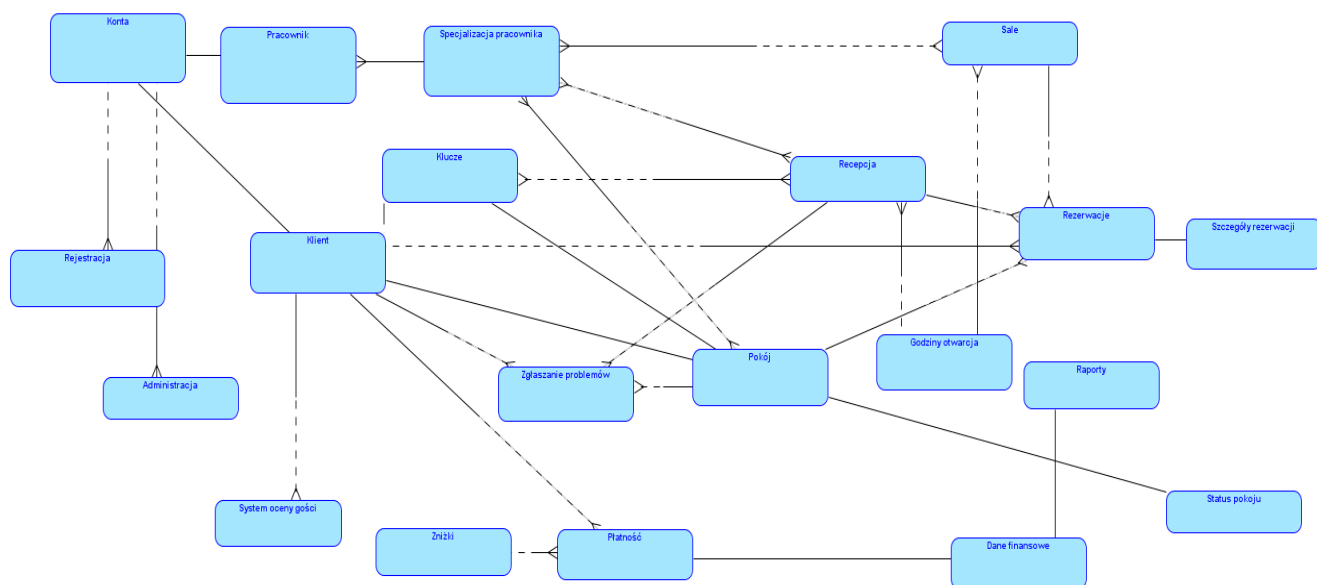 Konta
Pracownik
Specjalizacja pracownika
Sale
Klucze
Recepcja
Rezerwacje
Szczegóły rezerwacji
Klient
Rejestracja
Godziny otwarcja
Pokój
Raporty
Zgłaszanie problemów
Administracja
Status pokoju
System oceny gości
Zniżki
Płatność
Dane finansowe